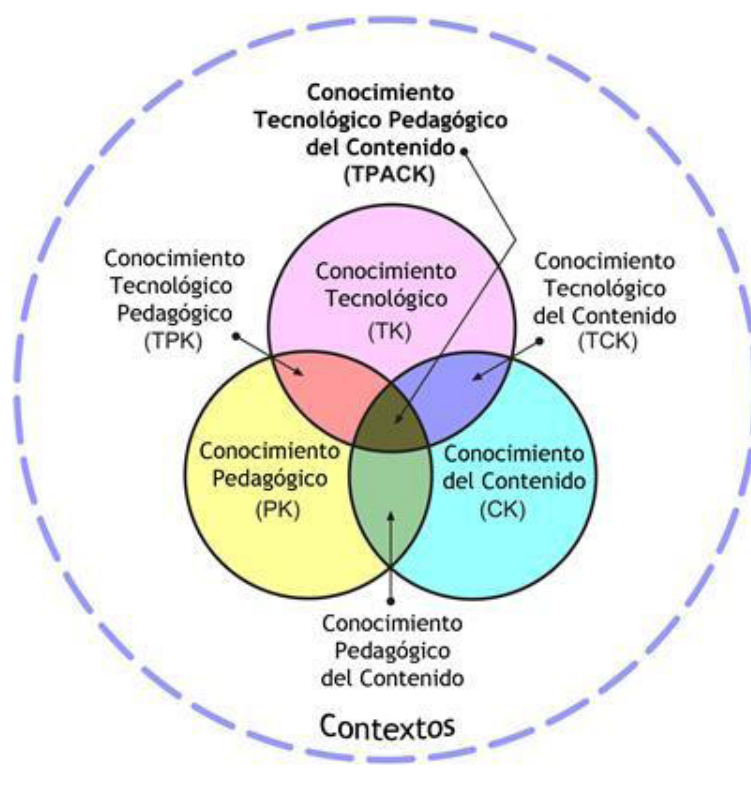 Conocimiento
Tecnológico Pedagógico
del Contenido
(TPACK)
Conocimiento
Tecnológico
Pedagógico
(TPK)
Conocimiento
Tecnológico
(TK)
Conocimiento
Tecnológico
del Contenido
(TCK)
Conocimiento
Pedagógico
(PK)
Conocimiento
del Contenido
(CK)
Conocimiento
Pedagógico
del Contenido
Contextos